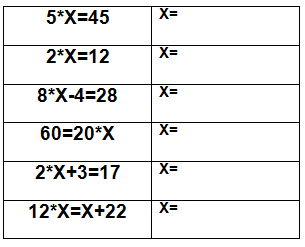 5*X=45 X=
2*X=12 X=
8*X-4=28 X=
60=20*X X=
2*X+3=17 X=
12*X=X+22 X=